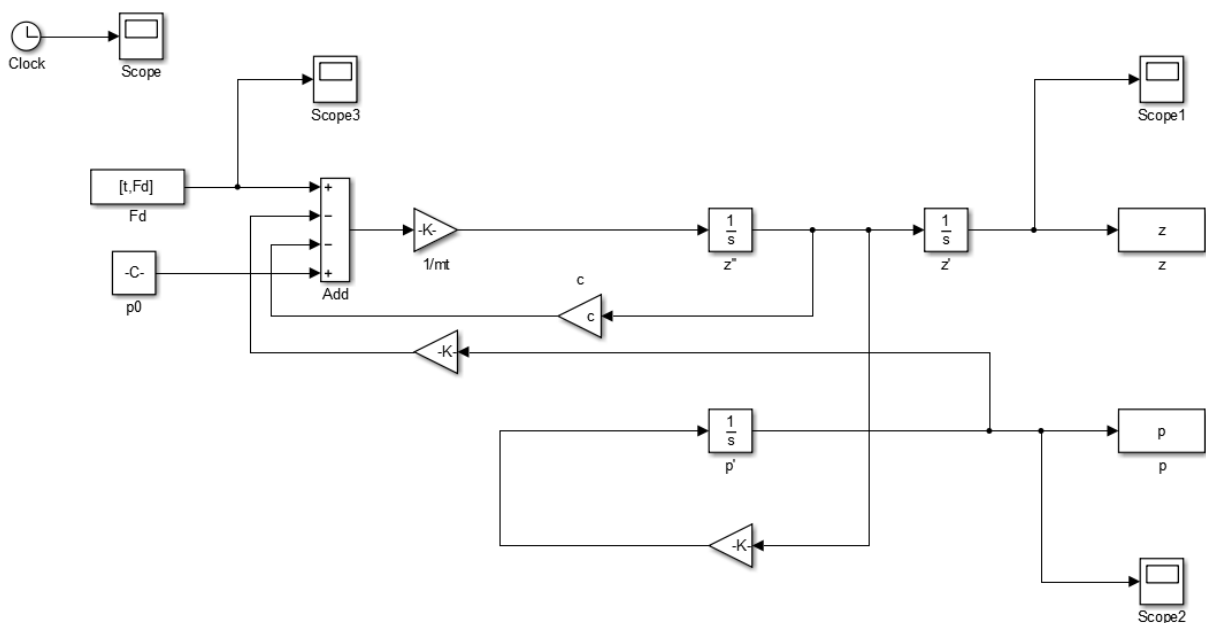 Clock
Scope
Scope3
Scope1
[t,Fd]
Fd
+
−
−
+
Add
-C-
p0
-K-
1/mt
1
s
z"
1
s
z'
z
z
c
c
-K-
1
s
p'
p
p
-K-
Scope2